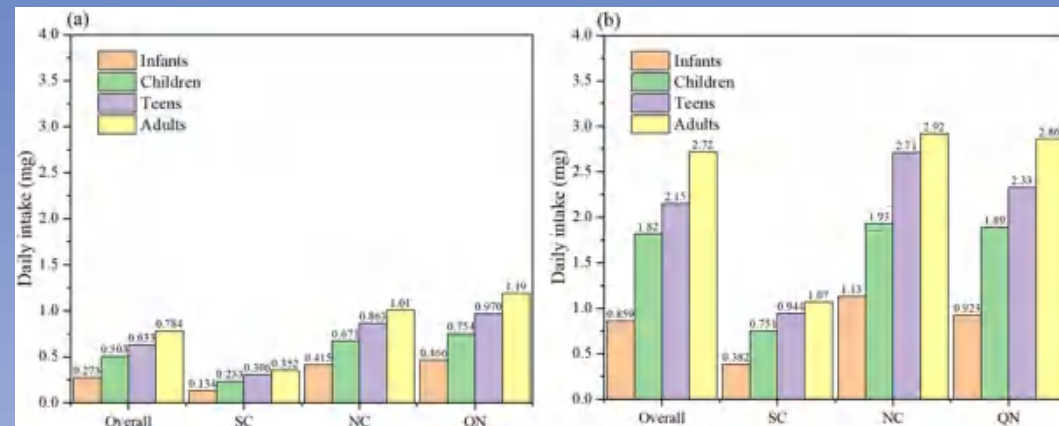 (a)
4.0
3.5
3.0
2.5
2.0
1.5
1.0
0.5
0.0
Daily intake (mg)
Infants
Children
Teens
Adults
0.273
0.503
0.633
0.784
0.134
0.233
0.306
0.352
0.415
0.671
0.863
1.01
0.466
0.754
0.970
1.19
Overall
SC
NC
QN
(b)
4.0
3.5
3.0
2.5
2.0
1.5
1.0
0.5
0.0
Daily intake (mg)
Infants
Children
Teens
Adults
0.859
1.82
2.15
2.72
0.382
0.751
0.944
1.07
1.13
1.93
2.71
2.92
0.923
1.89
2.33
2.86
Overall
SC
NC
QN